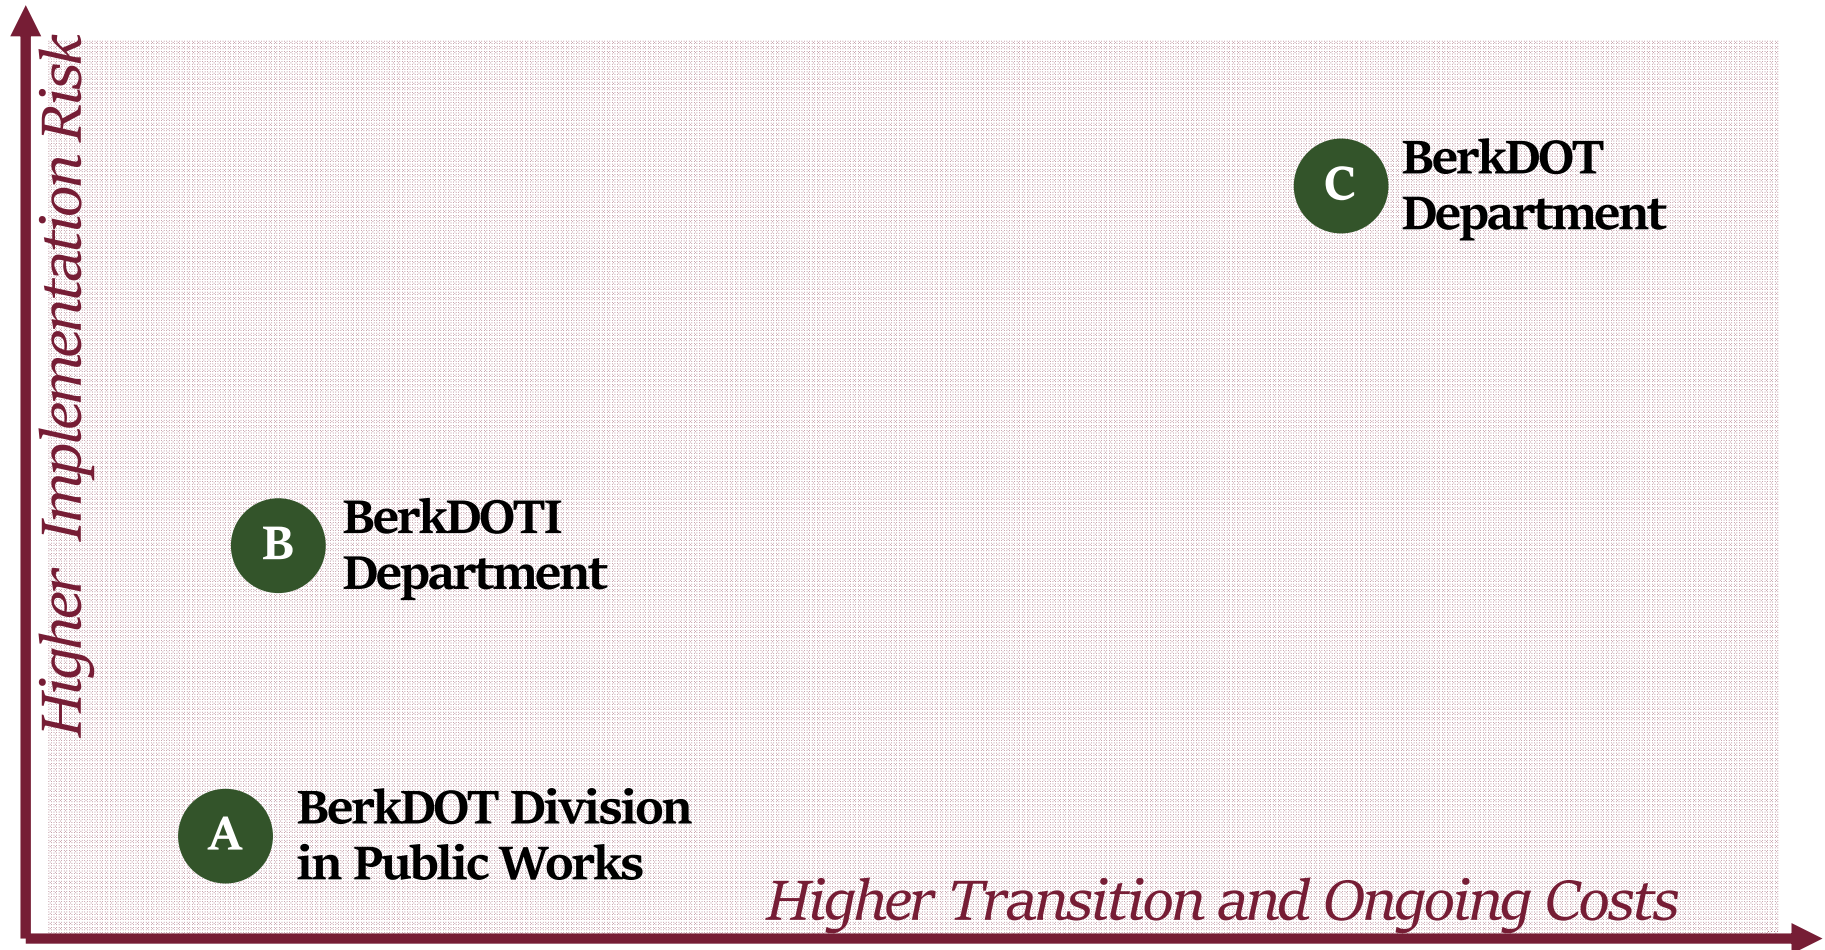 Higher Implementation Risk
C
BerkDOT
Department
B
BerkDOTI
Department
A
BerkDOT Division
in Public Works
Higher Transition and Ongoing Costs